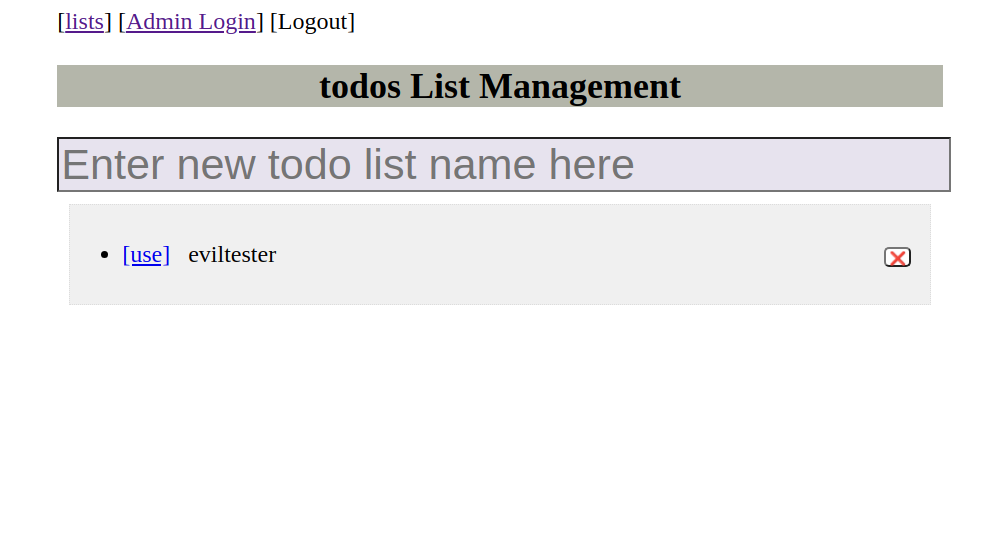 [lists] [Admin Login] [Logout]
todos List Management
Enter new todo list name here
[use] eviltester